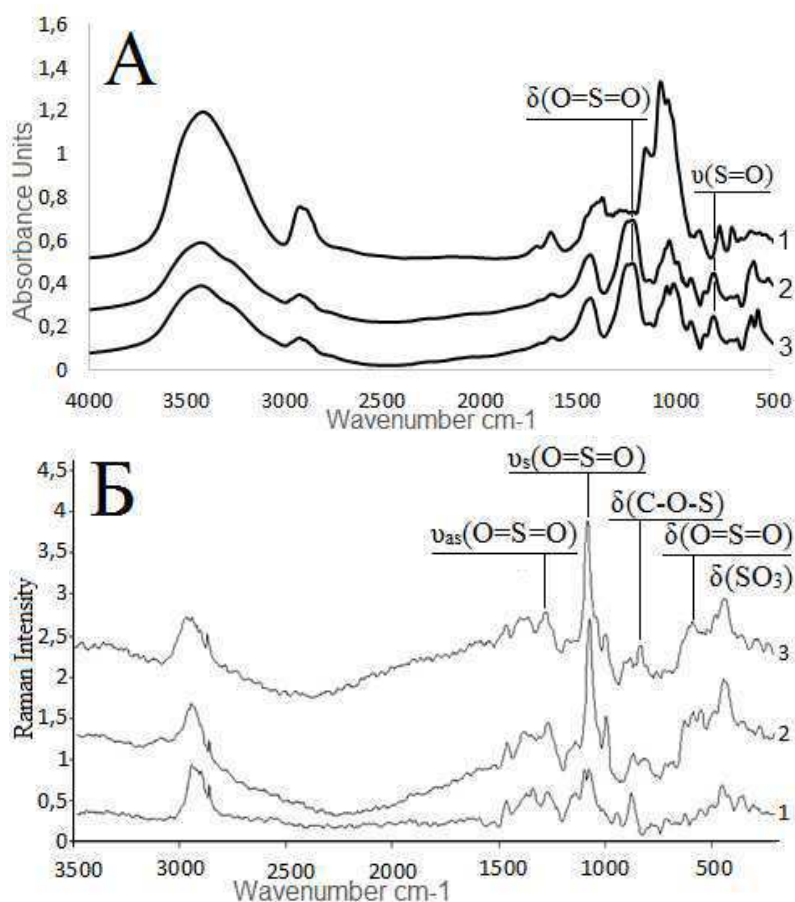 А
1,6
1,4
1,2
1
0,8
0,6
0,4
0,2
0
Absorbance Units
δ(O=S=O)
υ(S=O)
1
2
3
4000 3500 3000 2500 2000 1500 1000 500
Wavenumber cm-1
Б
4,5
4
3,5
3
2,5
2
1,5
1
0,5
0
Raman Intensity
υs(O=S=O)
υas(O=S=O)
δ(C-O-S)
δ(O=S=O)
δ(SO3)
3
2
1
3500 3000 2500 2000 1500 1000 500
Wavenumber cm-1